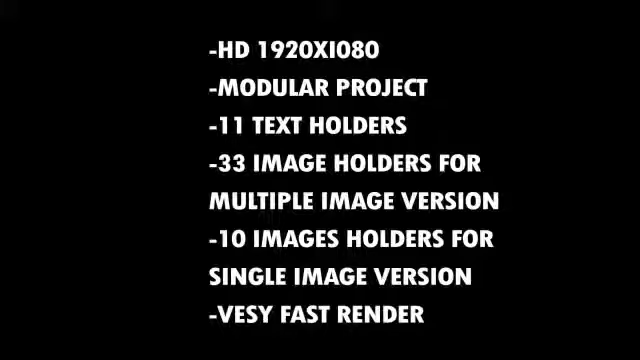 -HD 1920XI080
-MODULAR PROJECT
-11 TEXT HOLDERS
-33 IMAGE HOLDERS FOR
MULTIPLE IMAGE VERSION
-10 IMAGES HOLDERS FOR
SINGLE IMAGE VERSION
-VESY FAST RENDER